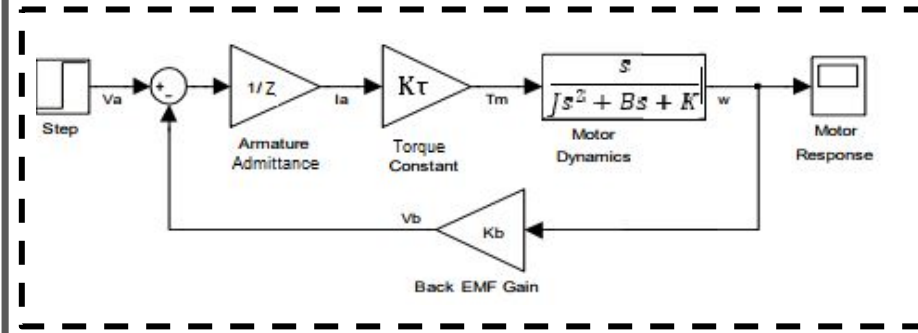 Step
Va
+
-
1/Z
Armature
Admittance
Ia
Kτ
Torque
Constant
Tm
s
Js² + Bs + K
Motor
Dynamics
w
Motor
Response
Vb
Kb
Back EMF Gain